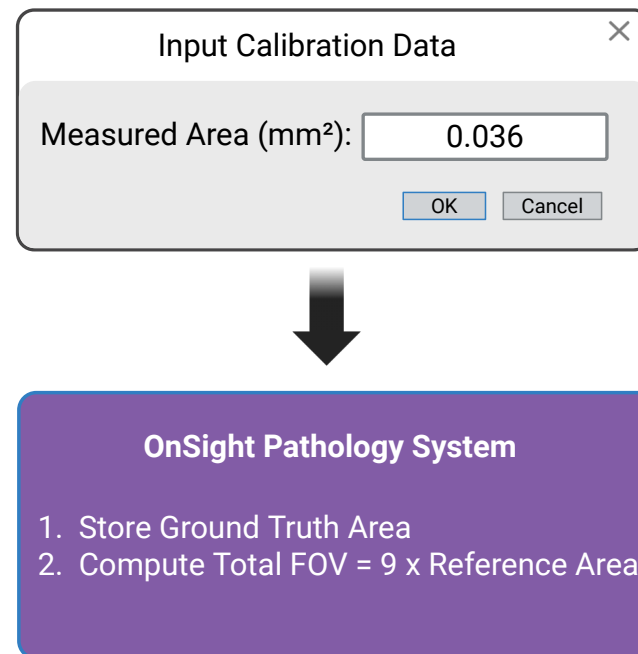 Input Calibration Data
Measured Area (mm²): 0.036
OK Cancel
OnSight Pathology System
1. Store Ground Truth Area
2. Compute Total FOV = 9 x Reference Area